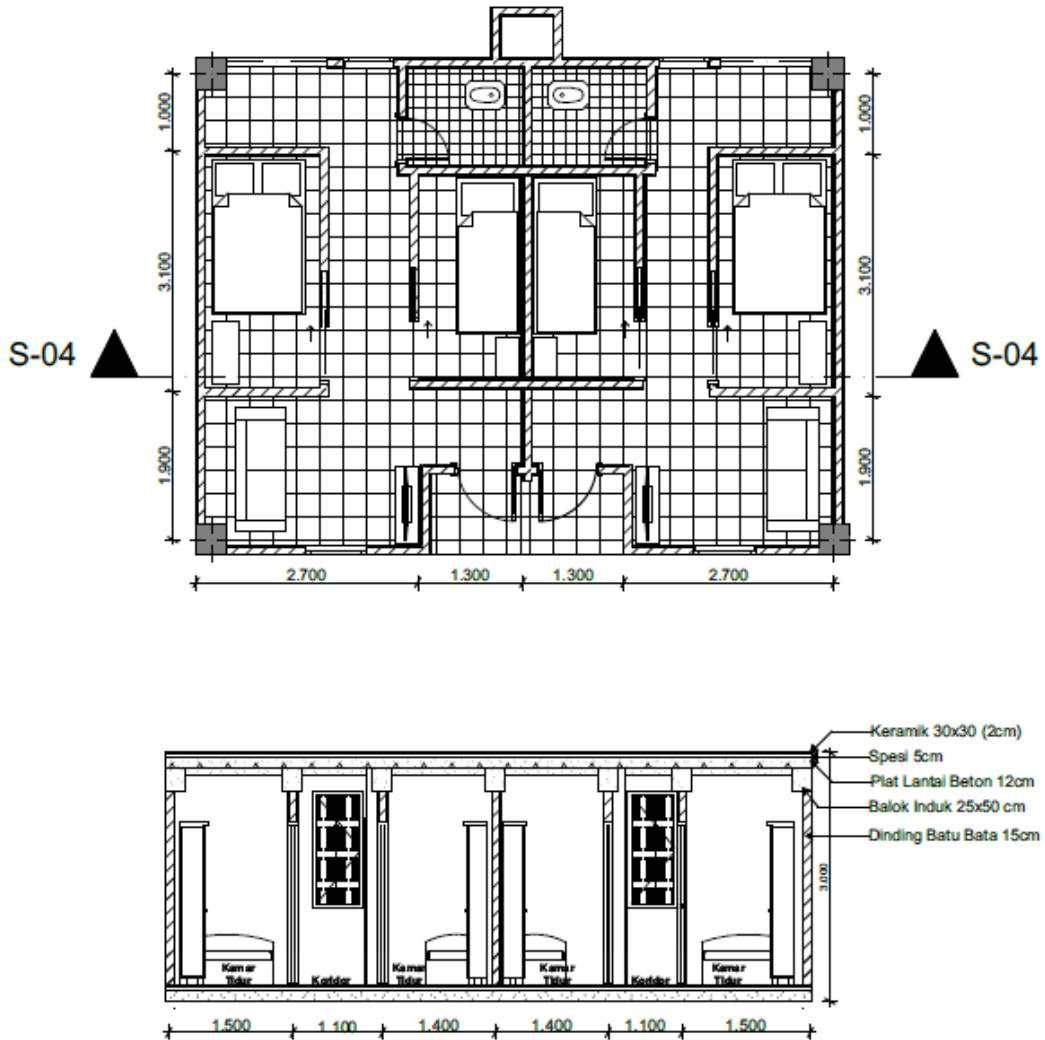 1.000
1.000
3.100
3.100
S-04
S-04
1.900
1.900
2.700
1.300
1.300
2.700
Keramik 30x30 (2cm)
Spesi 5cm
Plat Lantai Beton 12cm
Balok Induk 25x50 cm
Dinding Batu Bata 15cm
3.000
Kamar
Tidur
Koridor
Kamar
Tidur
Kamar
Tidur
Koridor
Kamar
Tidur
1.500
1.100
1.400
1.400
1.100
1.500